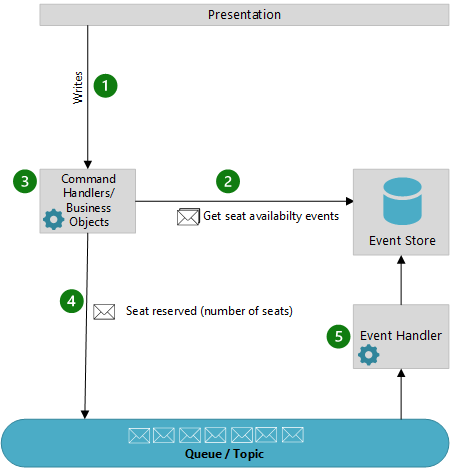 Presentation
Writes
1
3
Command
Handlers/
Business
Objects
2
Get seat availabilty events
Event Store
4
Seat reserved (number of seats)
5
Event Handler
Queue / Topic